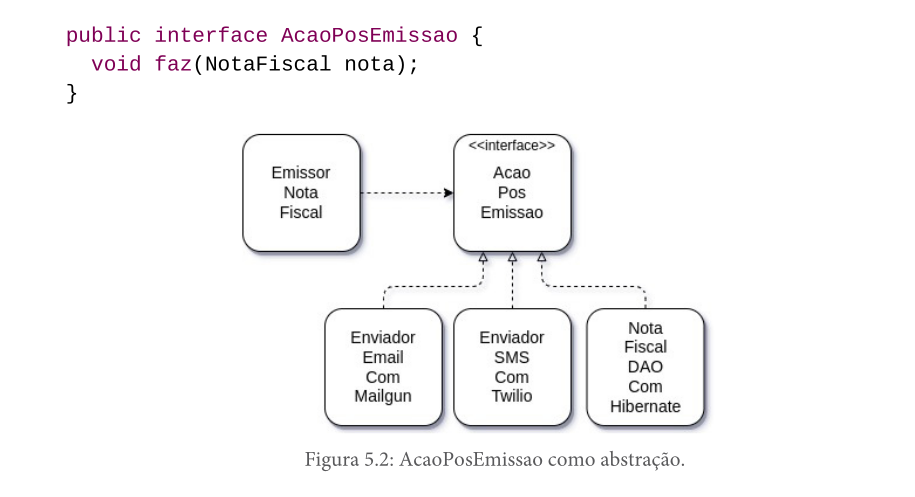 public interface AcaoPosEmissao {
void faz(NotaFiscal nota);
}
Emissor
Nota
Fiscal
<<interface>>
Acao
Pos
Emissao
Enviador
Email
Com
Mailgun
Enviador
SMS
Com
Twilio
Nota
Fiscal
DAO
Com
Hibernate
Figura 5.2: AcaoPosEmissao como abstração.